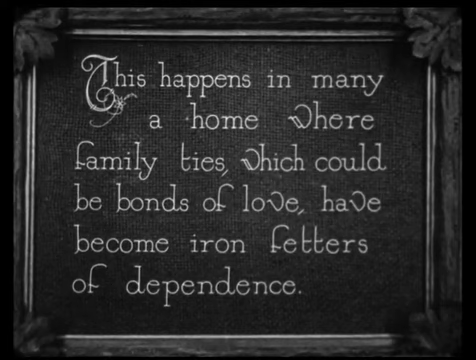 This happens in many
a home where
family ties, which could
be bonds of love, have
become iron fetters
of dependence.